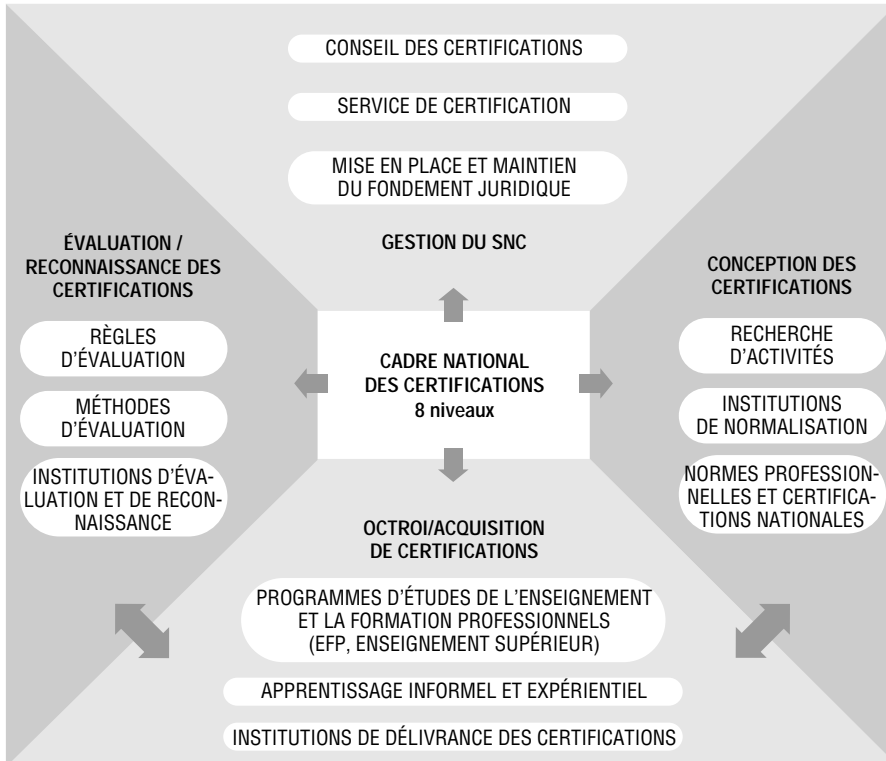 CONSEIL DES CERTIFICATIONS
SERVICE DE CERTIFICATION
MISE EN PLACE ET MAINTIEN
DU FONDEMENT JURIDIQUE
GESTION DU SNC
ÉVALUATION /
RECONNAISSANCE DES
CERTIFICATIONS
RÈGLES
D’ÉVALUATION
MÉTHODES
D’ÉVALUATION
INSTITUTIONS D’ÉVA-
LUATION ET DE RECON-
NAISSANCE
CADRE NATIONAL
DES CERTIFICATIONS
8 niveaux
CONCEPTION DES
CERTIFICATIONS
RECHERCHE
D’ACTIVITÉS
INSTITUTIONS
DE NORMALISATION
NORMES PROFESSION-
NELLES ET CERTIFICA-
TIONS NATIONALES
OCTROI/ACQUISITION
DE CERTIFICATIONS
PROGRAMMES D’ÉTUDES DE L’ENSEIGNEMENT
ET LA FORMATION PROFESSIONNELS
(EFP, ENSEIGNEMENT SUPÉRIEUR)
APPRENTISSAGE INFORMEL ET EXPÉRIENTIEL
INSTITUTIONS DE DÉLIVRANCE DES CERTIFICATIONS